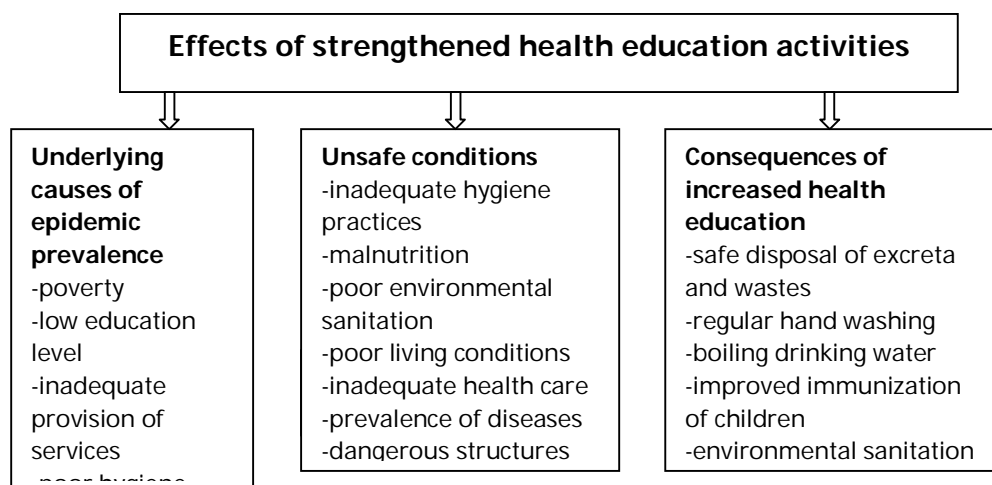 Effects of strengthened health education activities
Underlying
causes of
epidemic
prevalence
-poverty
-low education
level
-inadequate
provision of
services
-poor hygiene
Unsafe conditions
-inadequate hygiene
practices
-malnutrition
-poor environmental
sanitation
-poor living conditions
-inadequate health care
-prevalence of diseases
-dangerous structures
Consequences of
increased health
education
-safe disposal of excreta
and wastes
-regular hand washing
-boiling drinking water
-improved immunization
of children
-environmental sanitation